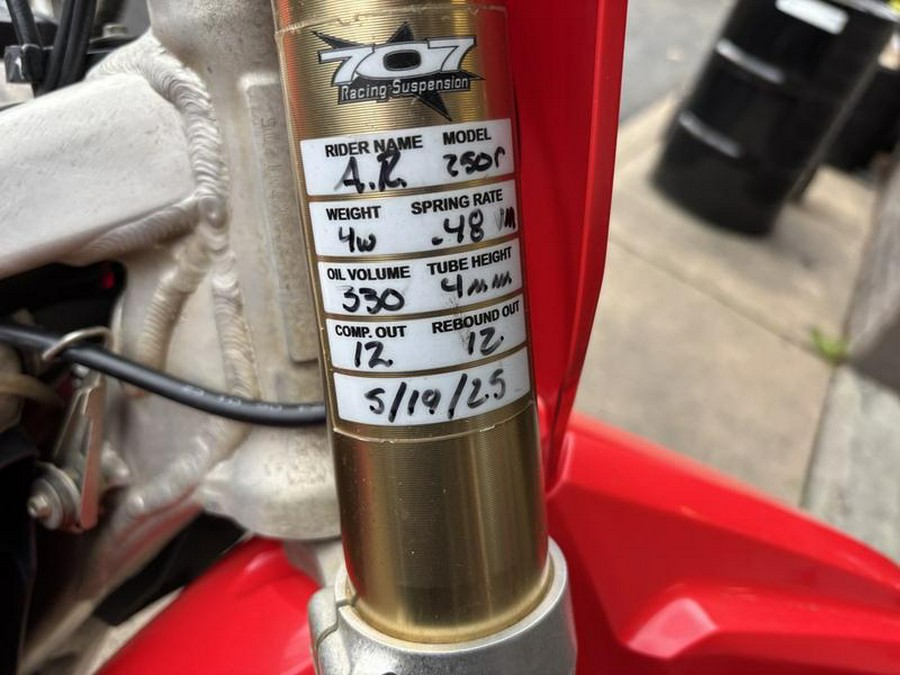 707
Racing Suspension
RIDER NAME MODEL
A.R. 250r
WEIGHT SPRING RATE
4w .48
OIL VOLUME TUBE HEIGHT
330 4mm
COMP. OUT REBOUND OUT
12 12
5/19/25